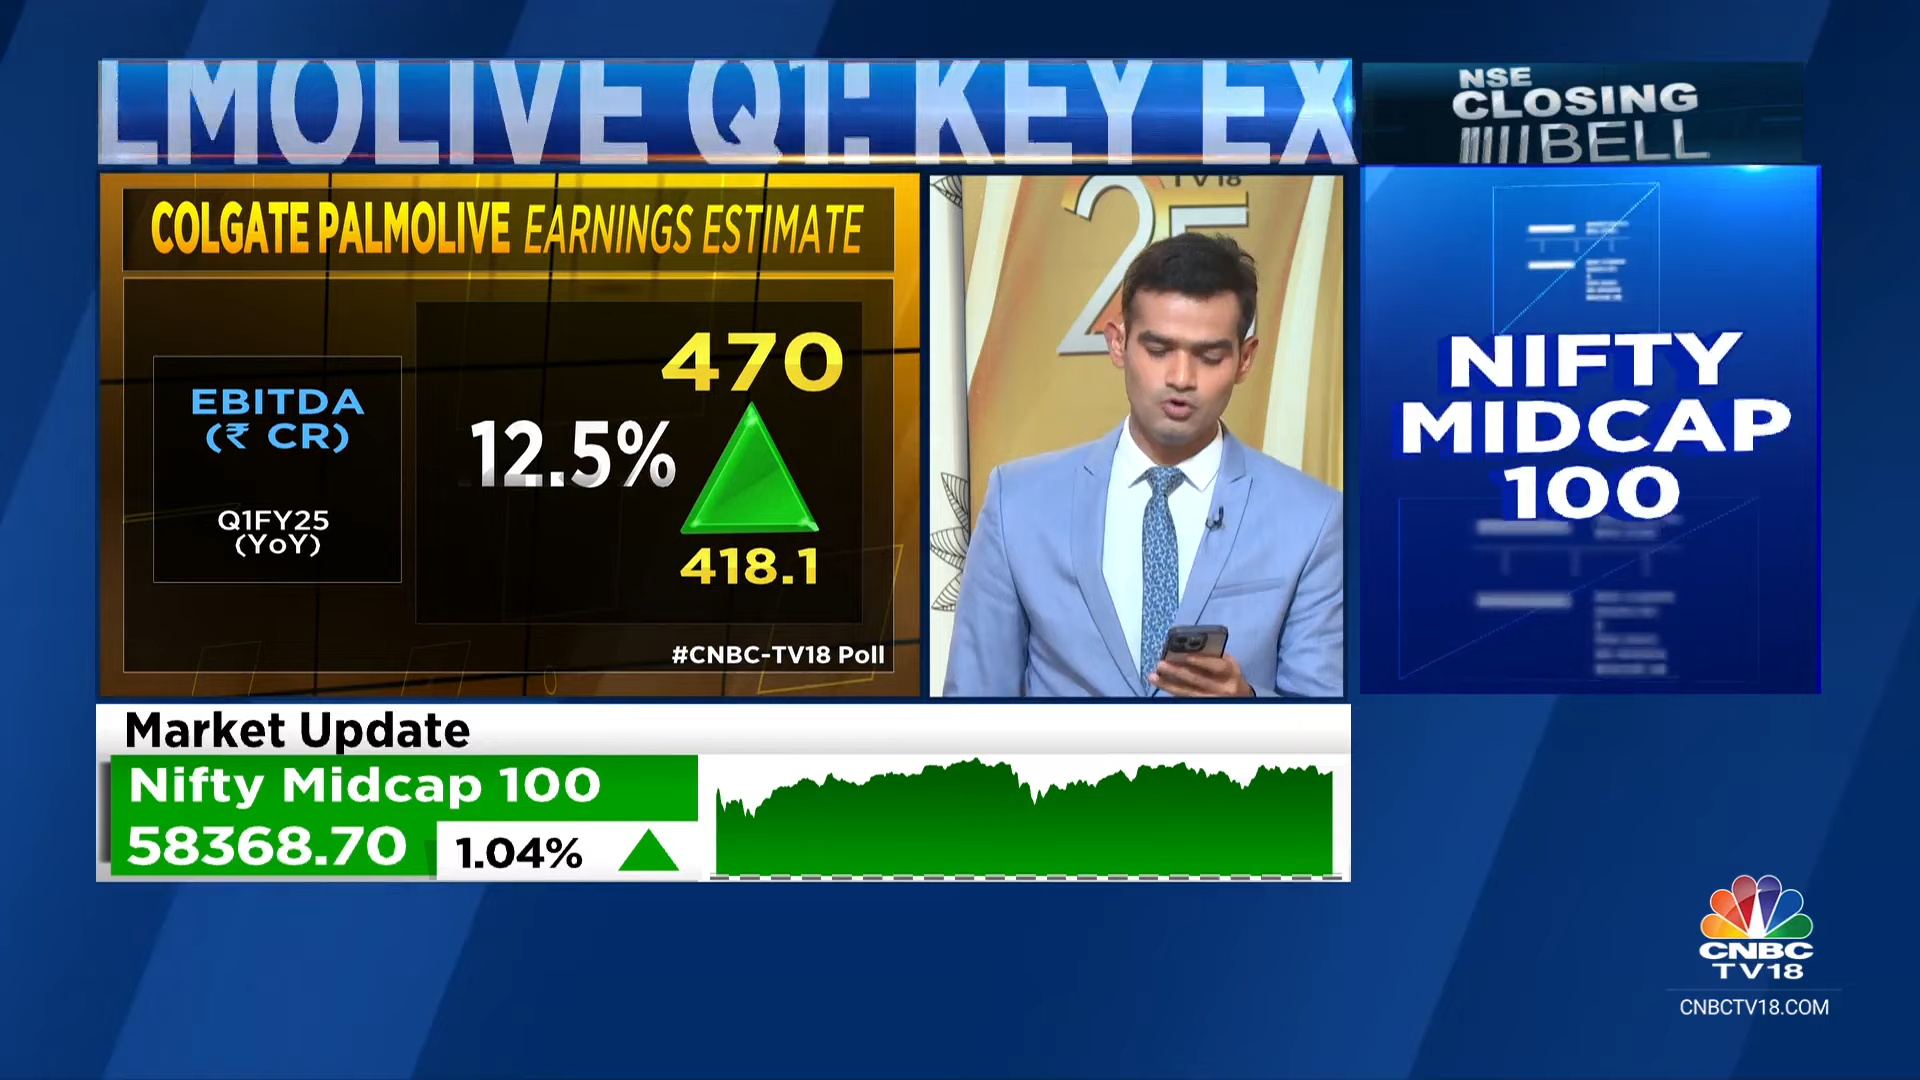 LMOLIVE Q1: KEY EX
NSE
CLOSING
BELL
COLGATE PALMOLIVE EARNINGS ESTIMATE
EBITDA
(₹ CR)
Q1FY25
(YoY)
470
12.5%
418.1
#CNBC-TV18 Poll
TV18
25
NIFTY
MIDCAP
100
Market Update
Nifty Midcap 100
58368.70
1.04%
CNBC
TV18
CNBCTV18.COM